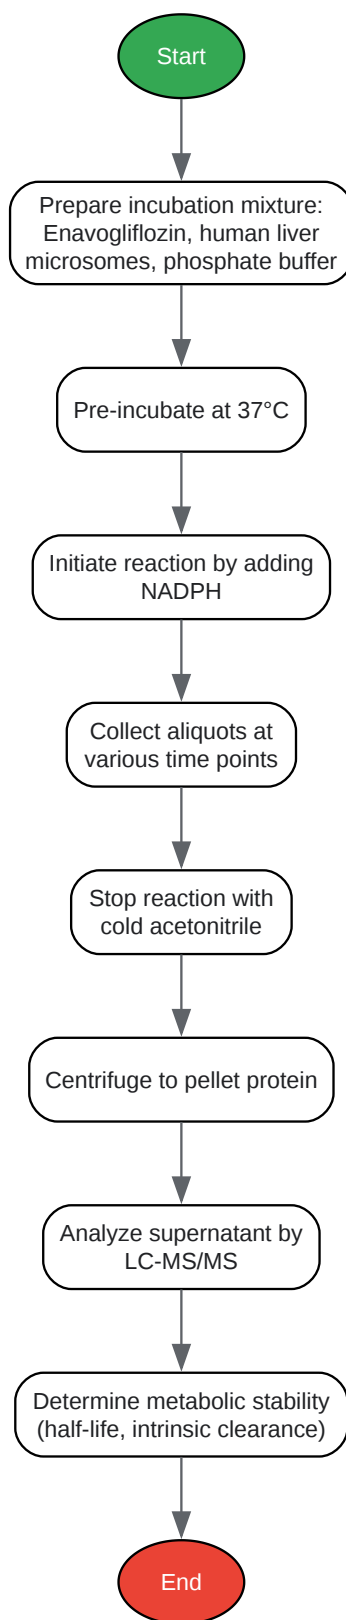 Start
Prepare incubation mixture:
Enavogliflozin, human liver
microsomes, phosphate buffer
Pre-incubate at 37°C
Initiate reaction by adding
NADPH
Collect aliquots at
various time points
Stop reaction with
cold acetonitrile
Centrifuge to pellet protein
Analyze supernatant by
LC-MS/MS
Determine metabolic stability
(half-life, intrinsic clearance)
End